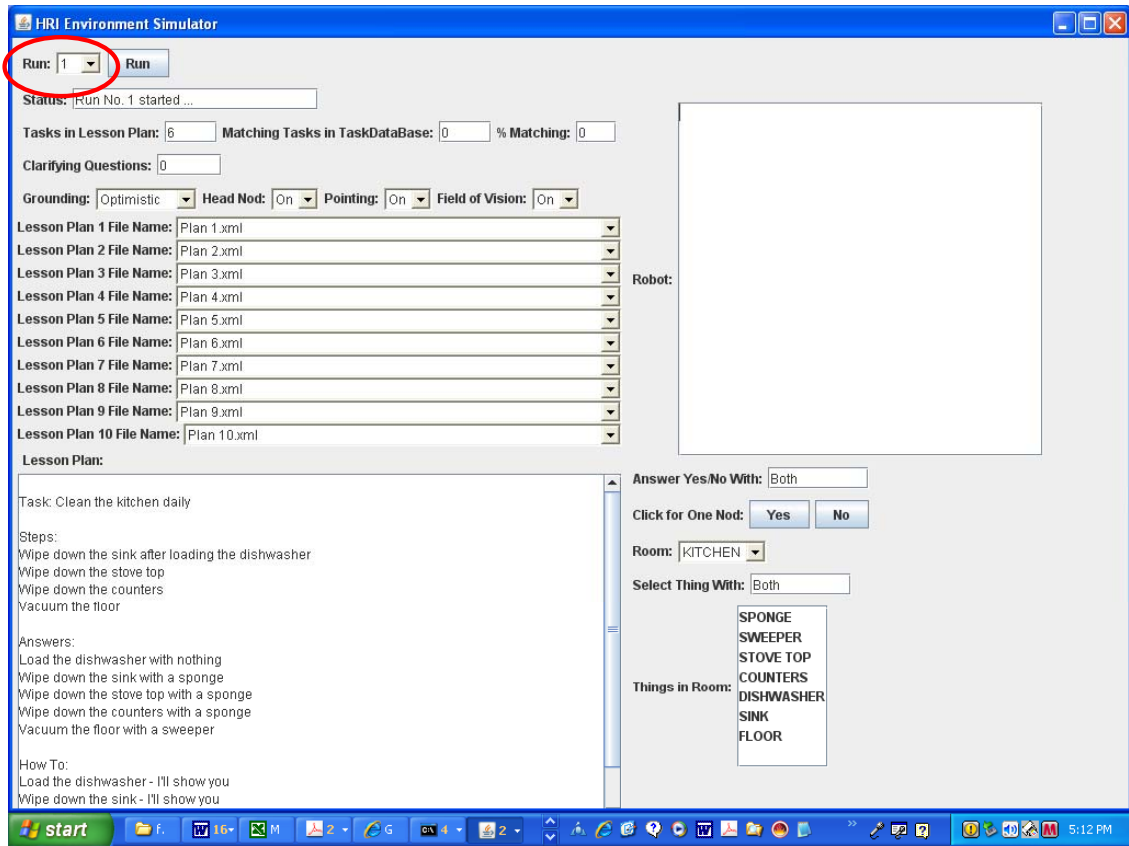 HRI Environment Simulator
Run: 1 Run
Status: Run No. 1 started ...
Tasks in Lesson Plan: 6 Matching Tasks in TaskDataBase: 0 % Matching: 0
Clarifying Questions: 0
Grounding: Optimistic Head Nod: On Pointing: On Field of Vision: On
Lesson Plan 1 File Name: Plan 1.xml
Lesson Plan 2 File Name: Plan 2.xml
Lesson Plan 3 File Name: Plan 3.xml
Lesson Plan 4 File Name: Plan 4.xml
Lesson Plan 5 File Name: Plan 5.xml
Lesson Plan 6 File Name: Plan 6.xml
Lesson Plan 7 File Name: Plan 7.xml
Lesson Plan 8 File Name: Plan 8.xml
Lesson Plan 9 File Name: Plan 9.xml
Lesson Plan 10 File Name: Plan 10.xml
Lesson Plan:
Task: Clean the kitchen daily
Steps:
Wipe down the sink after loading the dishwasher
Wipe down the stove top
Wipe down the counters
Vacuum the floor
Answers:
Load the dishwasher with nothing
Wipe down the sink with a sponge
Wipe down the stove top with a sponge
Wipe down the counters with a sponge
Vacuum the floor with a sweeper
How To:
Load the dishwasher - I'll show you
Wipe down the sink - I'll show you
Robot:
Answer Yes/No With: Both
Click for One Nod: Yes No
Room: KITCHEN
Select Thing With: Both
Things in Room:
SPONGE
SWEEPER
STOVE TOP
COUNTERS
DISHWASHER
SINK
FLOOR
start f. 16 M 2 G 4 2 5:12 PM